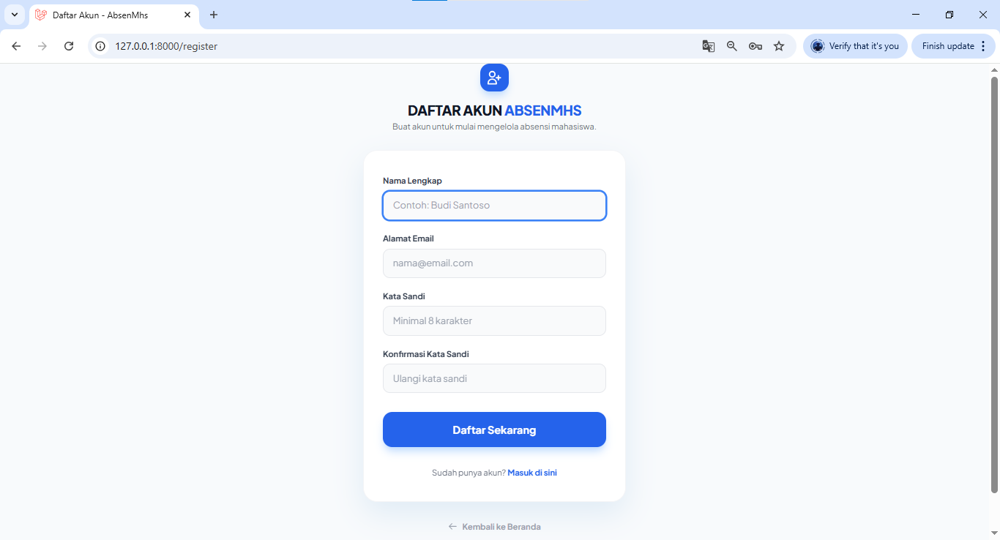 Daftar Akun - AbsenMhs
127.0.0.1:8000/register
Verify that it's you
Finish update
DAFTAR AKUN ABSENMHS
Buat akun untuk mulai mengelola absensi mahasiswa.
Nama Lengkap
Contoh: Budi Santoso
Alamat Email
nama@email.com
Kata Sandi
Minimal 8 karakter
Konfirmasi Kata Sandi
Ulangi kata sandi
Daftar Sekarang
Sudah punya akun? Masuk di sini
← Kembali ke Beranda